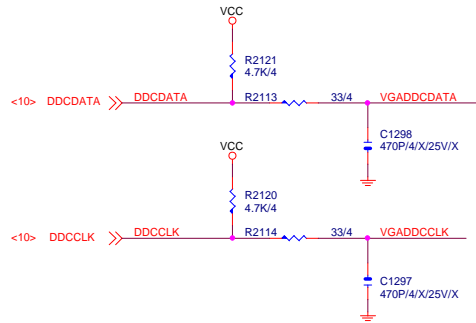 VCC
R2121
4.7K/4
<10> DDCDATA DDCDATA R2113 33/4 VGADDCDATA
C1298
470P/4/X/25V/X
VCC
R2120
4.7K/4
<10> DDCCLK DDCCLK R2114 33/4 VGADDCCLK
C1297
470P/4/X/25V/X